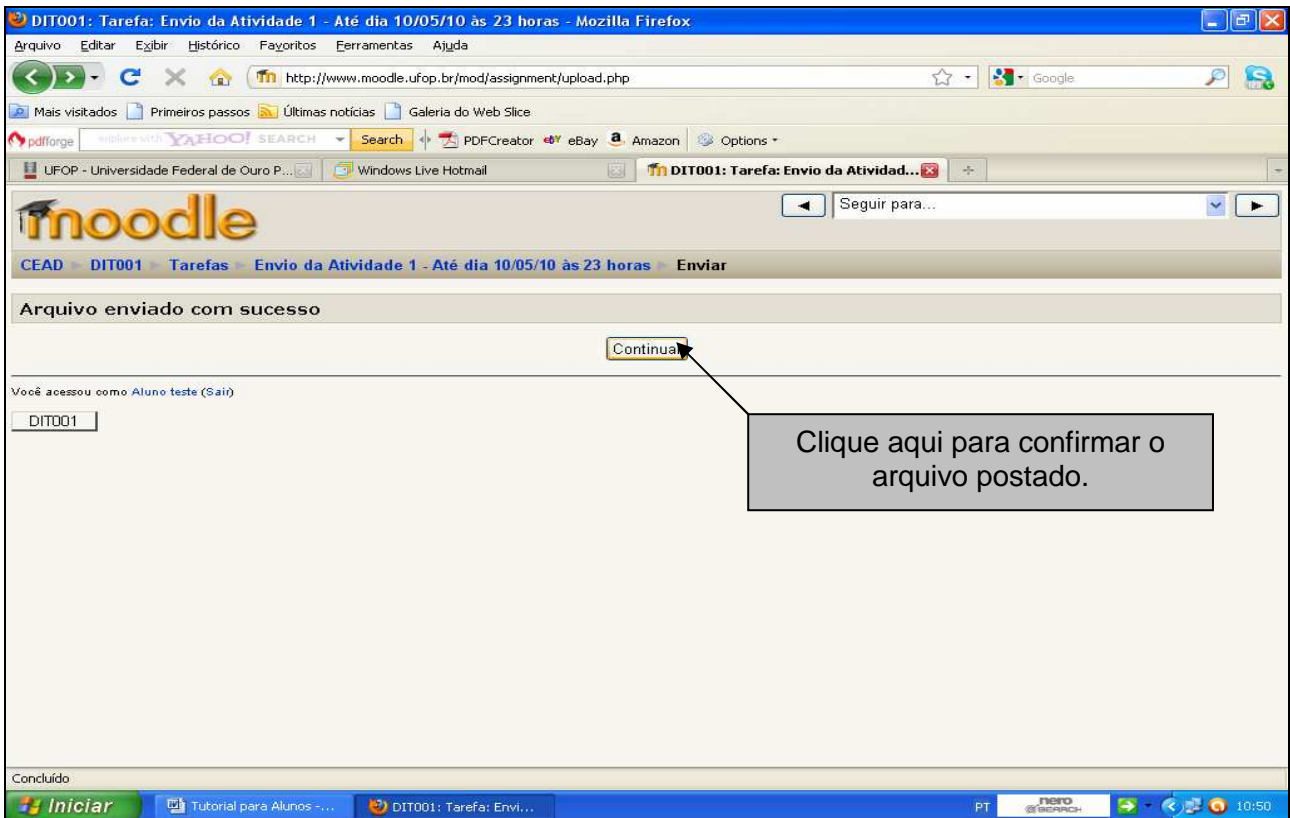 DIT001: Tarefa: Envio da Atividade 1 - Até dia 10/05/10 às 23 horas - Mozilla Firefox
Arquivo Editar Exibir Histórico Favoritos Ferramentas Ajuda
http://www.moodle.ufop.br/mod/assignment/upload.php Google
Mais visitados Primeiros passos Últimas notícias Galeria do Web Slice
pdfforge explore with YAHOO! SEARCH Search PDFCreator eBay Amazon Options
UFOP - Universidade Federal de Ouro P... Windows Live Hotmail DIT001: Tarefa: Envio da Atividad...
moodle Seguir para...
CEAD DIT001 Tarefas Envio da Atividade 1 - Até dia 10/05/10 às 23 horas Enviar
Arquivo enviado com sucesso
Continuar
Você acessou como Aluno teste (Sair)
DIT001
Clique aqui para confirmar o
arquivo postado.
Concluído
Iniciar Tutorial para Alunos -... DIT001: Tarefa: Envi... PT nero SEARCH 10:50